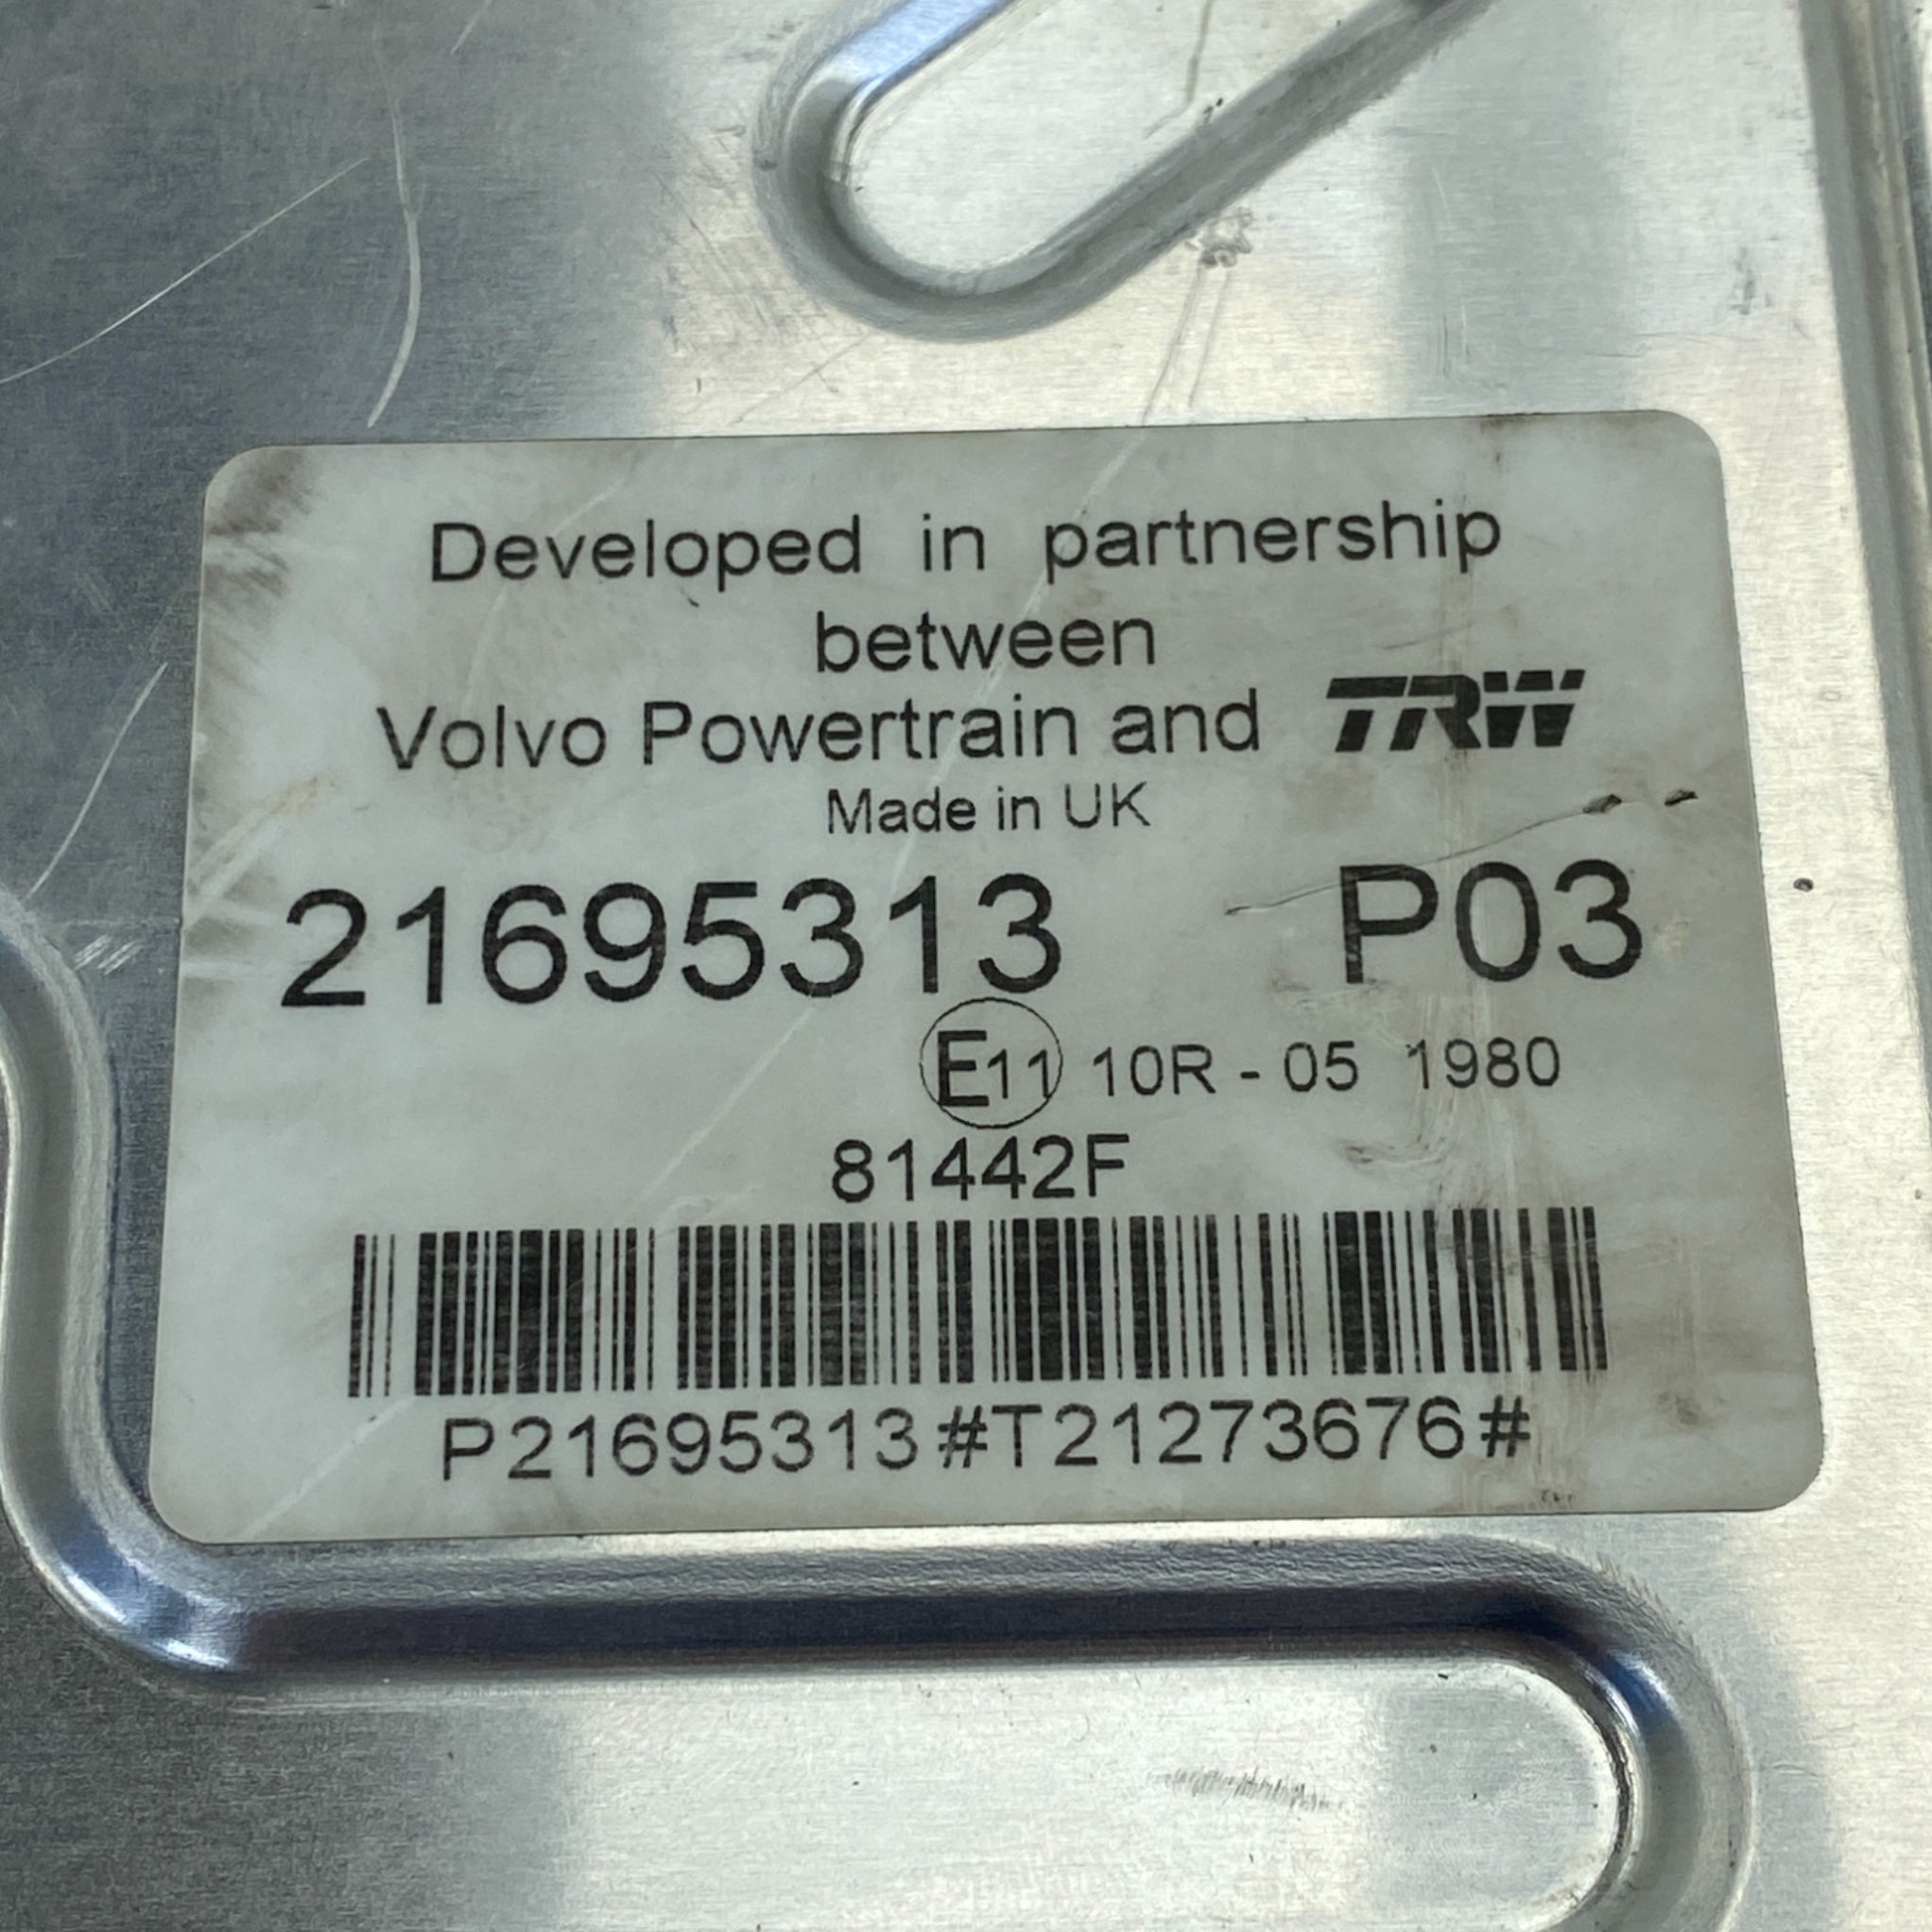 Developed in partnership
between
Volvo Powertrain and TRW
Made in UK
21695313 P03
E11 10R - 05 1980
81442F
P21695313#T21273676#